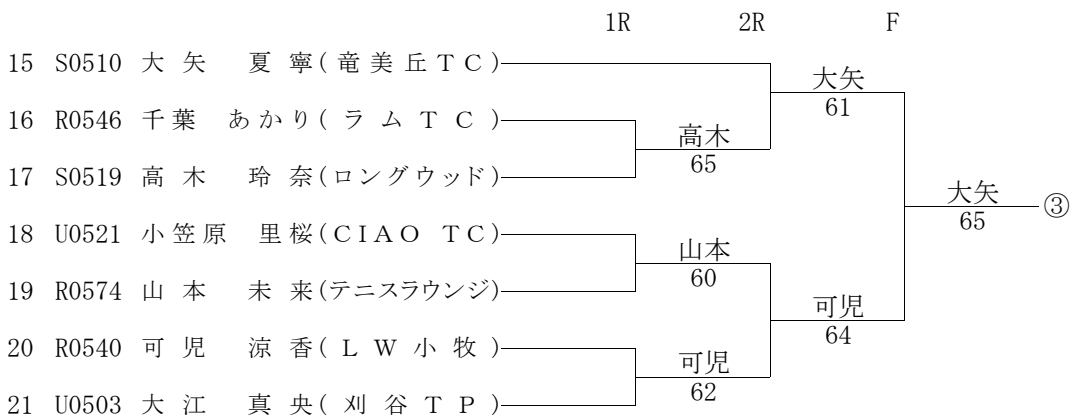 1R 2R F
15 S0510 大矢 夏寧(竜美丘TC)
大矢
61
16 R0546 千葉 あかり(ラムTC)
高木
65
17 S0519 高木 玲奈(ロングウッド)
大矢
65
③
18 U0521 小笠原 里桜(CIAO TC)
山本
60
19 R0574 山本 未来(テニスラウンジ)
可児
64
20 R0540 可児 涼香(LW小牧)
可児
62
21 U0503 大江 真央(刈谷TP)